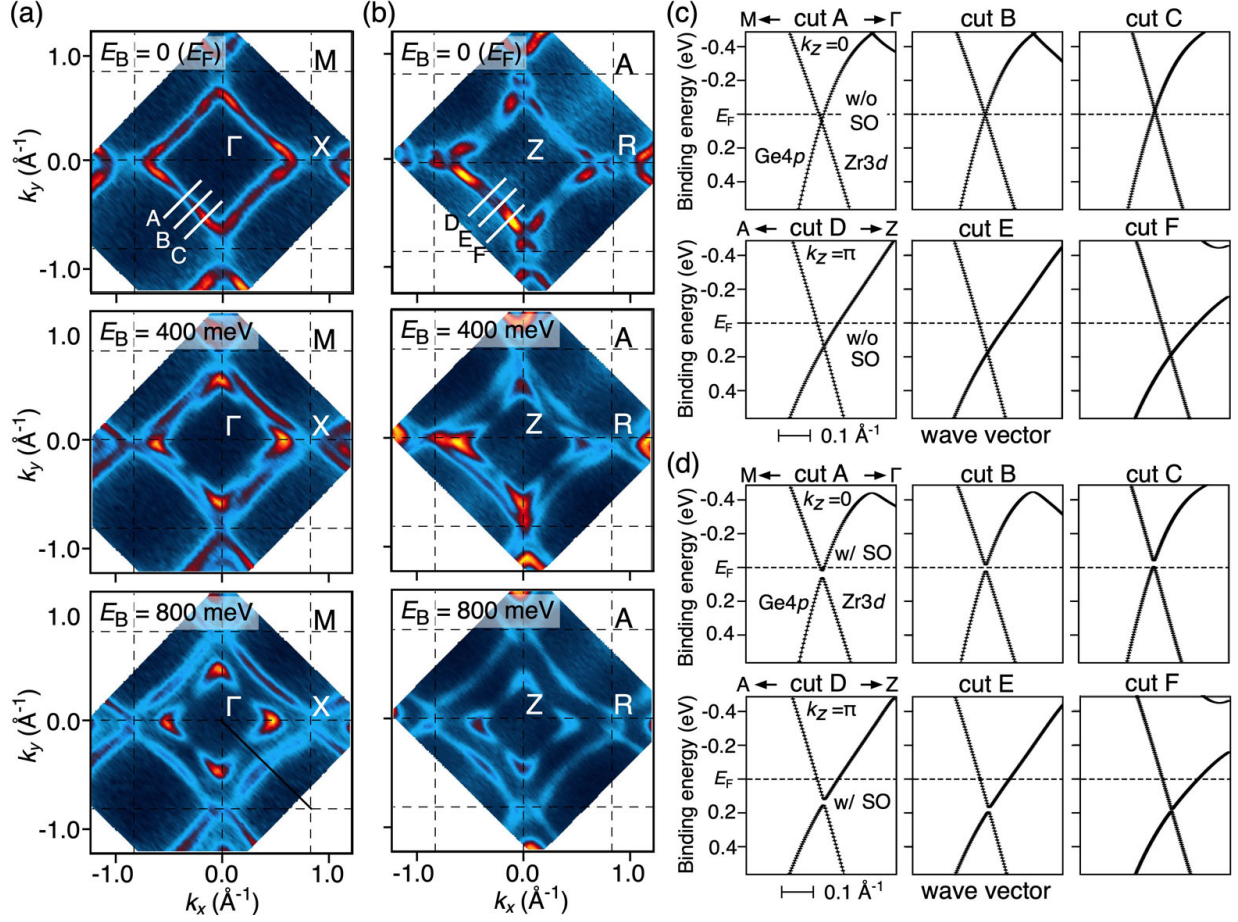 (a)
E_B = 0 (E_F)
M
Γ
X
A
B
C
1.0
0.0
-1.0
k_y (Å⁻¹)
E_B = 400 meV
M
Γ
X
1.0
0.0
-1.0
k_y (Å⁻¹)
E_B = 800 meV
M
Γ
X
1.0
0.0
-1.0
k_y (Å⁻¹)
-1.0 0.0 1.0
k_x (Å⁻¹)
(b)
E_B = 0 (E_F)
A
Z
R
D
E
F
E_B = 400 meV
A
Z
R
E_B = 800 meV
A
Z
R
-1.0 0.0 1.0
k_x (Å⁻¹)
(c)
M ← cut A → Γ
cut B
cut C
Binding energy (eV)
-0.4
-0.2
E_F
0.2
0.4
k_z=0
w/o
SO
Ge4p
Zr3d
A ← cut D → Z
cut E
cut F
Binding energy (eV)
-0.4
-0.2
E_F
0.2
0.4
k_z=π
w/o
SO
0.1 Å⁻¹
wave vector
(d)
M ← cut A → Γ
cut B
cut C
Binding energy (eV)
-0.4
-0.2
E_F
0.2
0.4
k_z=0
w/ SO
Ge4p
Zr3d
A ← cut D → Z
cut E
cut F
Binding energy (eV)
-0.4
-0.2
E_F
0.2
0.4
k_z=π
w/ SO
0.1 Å⁻¹
wave vector